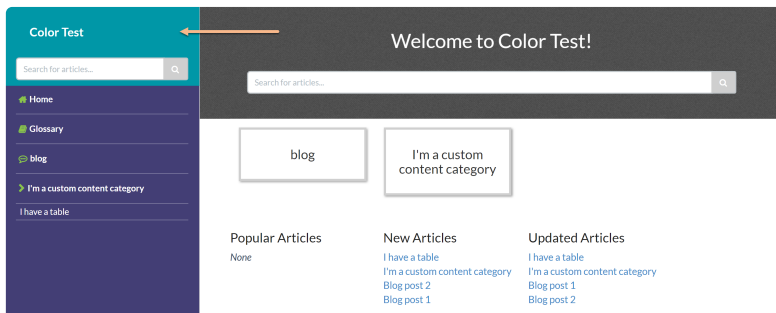 Color Test
Search for articles...
Home
Glossary
blog
I'm a custom content category
I have a table
Welcome to Color Test!
Search for articles...
blog
I'm a custom
content category
Popular Articles
None
New Articles
I have a table
I'm a custom content category
Blog post 2
Blog post 1
Updated Articles
I have a table
I'm a custom content category
Blog post 1
Blog post 2